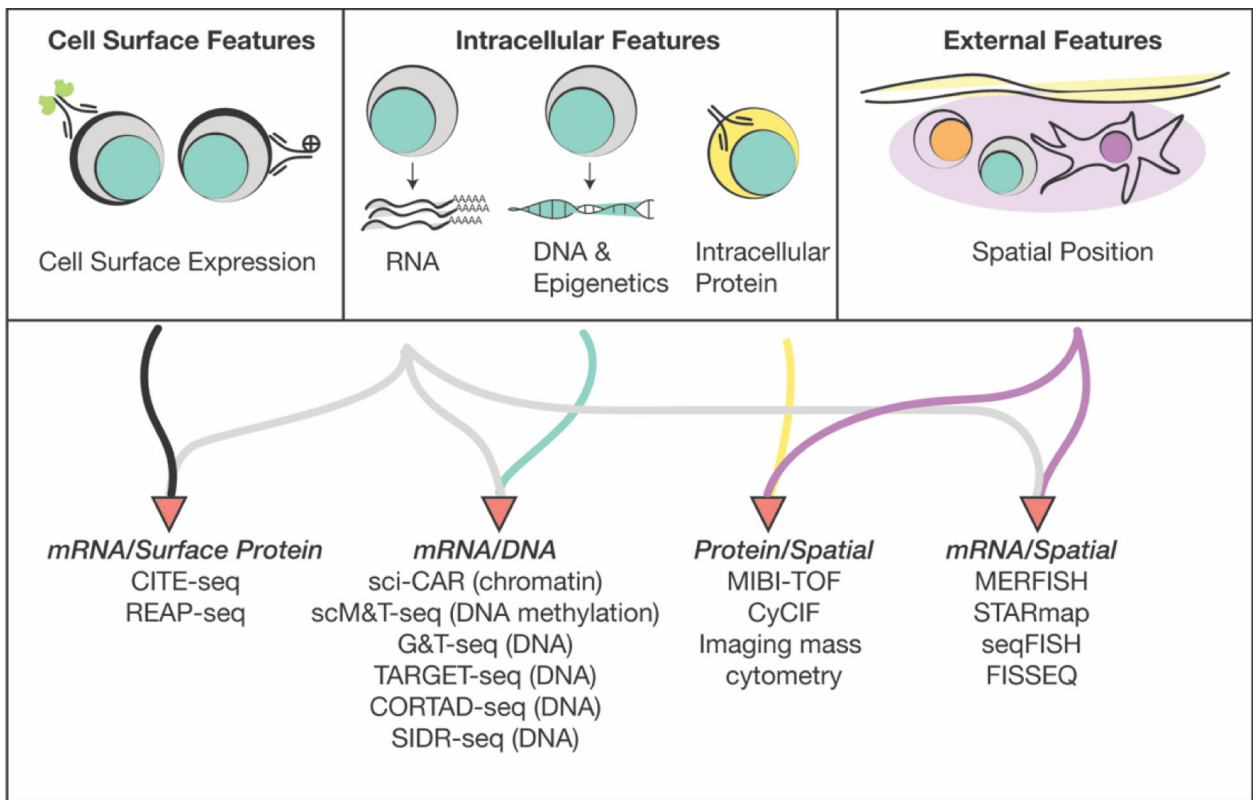 Cell Surface Features
Cell Surface Expression
Intracellular Features
AAAAA
AAAAA
AAAAA
RNA
DNA &
Epigenetics
Intracellular
Protein
External Features
Spatial Position
mRNA/Surface Protein
CITE-seq
REAP-seq
mRNA/DNA
sci-CAR (chromatin)
scM&T-seq (DNA methylation)
G&T-seq (DNA)
TARGET-seq (DNA)
CORTAD-seq (DNA)
SIDR-seq (DNA)
Protein/Spatial
MIBI-TOF
CyCIF
Imaging mass
cytometry
mRNA/Spatial
MERFISH
STARmap
seqFISH
FISSEQ